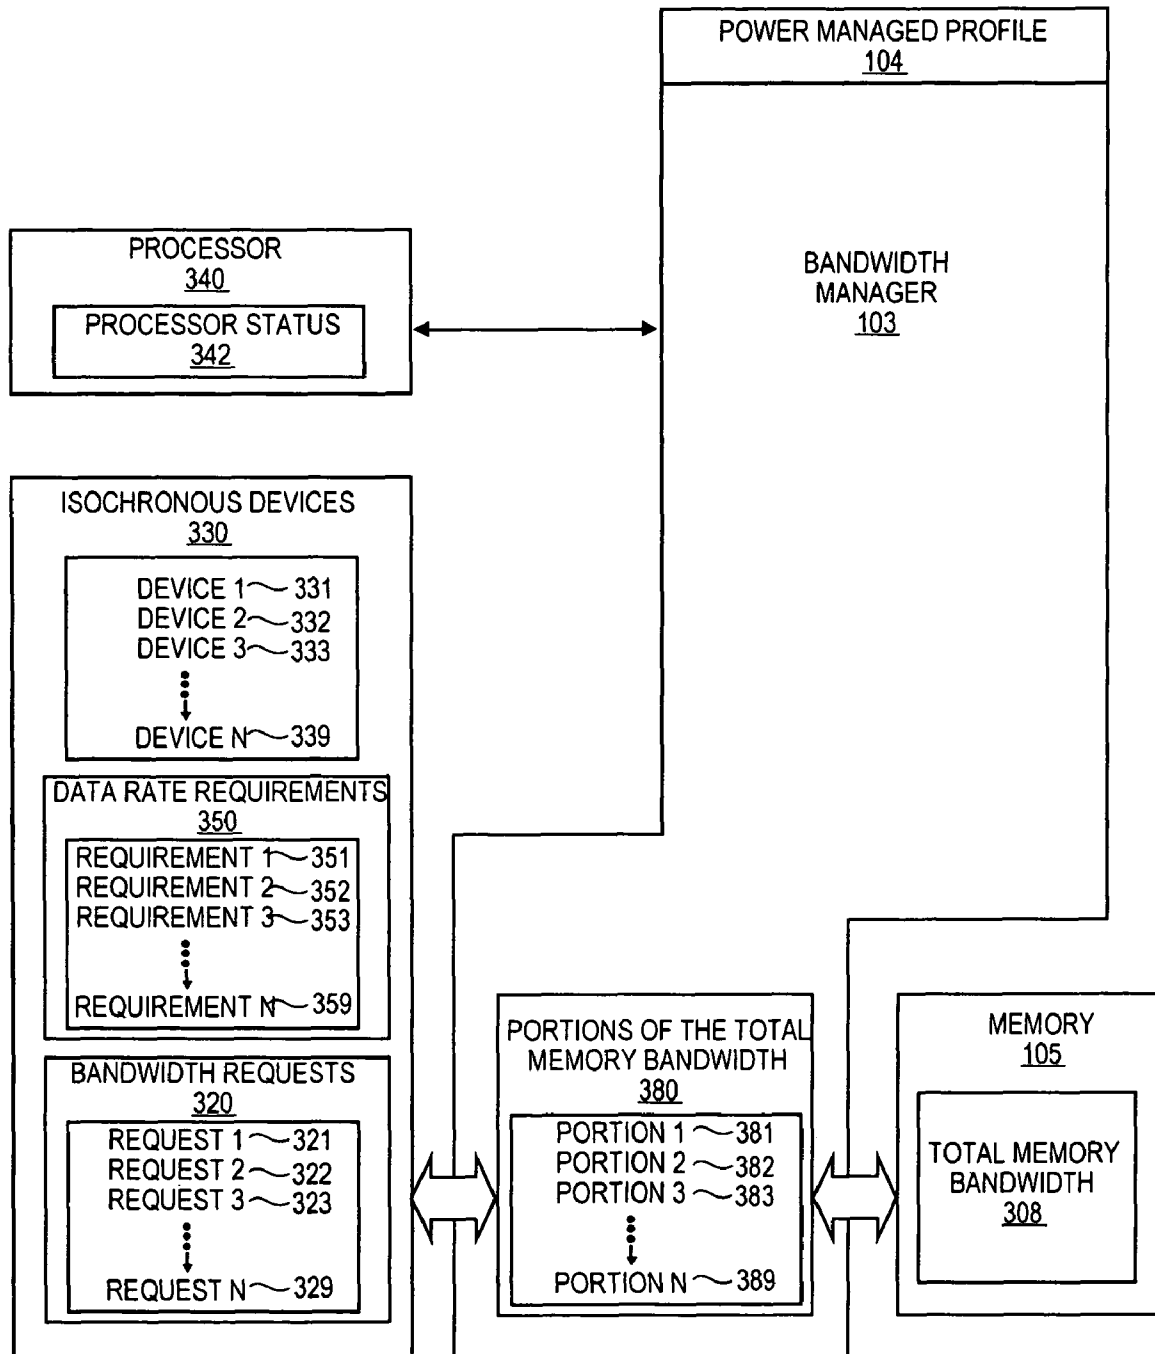 POWER MANAGED PROFILE
104
BANDWIDTH
MANAGER
103
PROCESSOR
340
PROCESSOR STATUS
342
ISOCHRONOUS DEVICES
330
DEVICE 1 331
DEVICE 2 332
DEVICE 3 333
DEVICE N 339
DATA RATE REQUIREMENTS
350
REQUIREMENT 1 351
REQUIREMENT 2 352
REQUIREMENT 3 353
REQUIREMENT N 359
BANDWIDTH REQUESTS
320
REQUEST 1 321
REQUEST 2 322
REQUEST 3 323
REQUEST N 329
PORTIONS OF THE TOTAL
MEMORY BANDWIDTH
380
PORTION 1 381
PORTION 2 382
PORTION 3 383
PORTION N 389
MEMORY
105
TOTAL MEMORY
BANDWIDTH
308